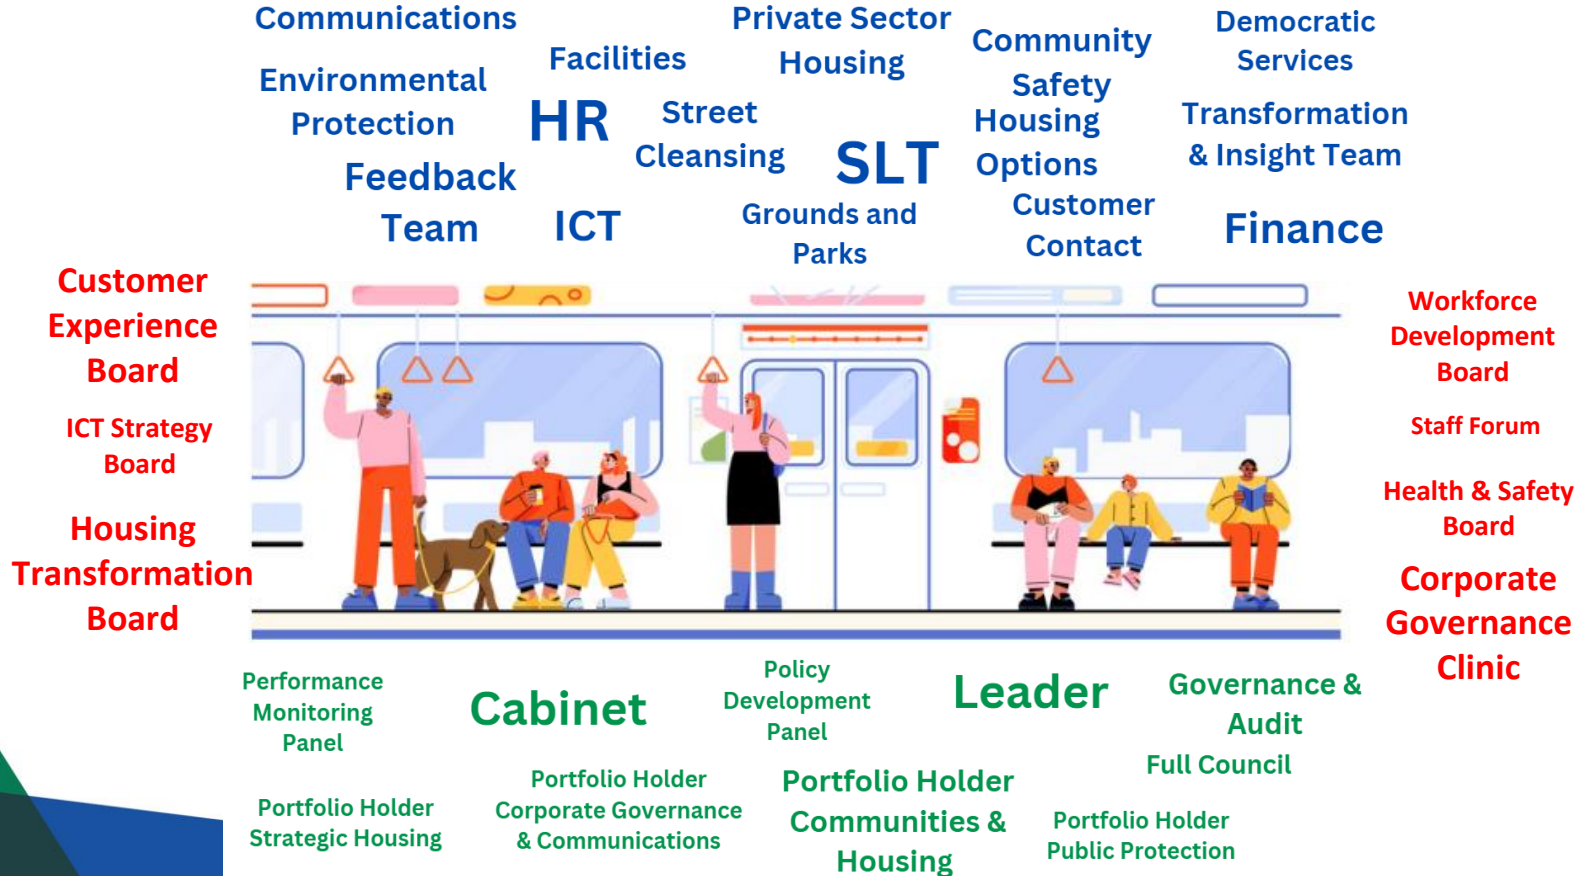 Communications
Environmental
Protection
Feedback
Team
Facilities
HR
ICT
Street
Cleansing
Private Sector
Housing
SLT
Grounds and
Parks
Community
Safety
Housing
Options
Customer
Contact
Democratic
Services
Transformation
& Insight Team
Finance
Customer
Experience
Board
ICT Strategy
Board
Housing
Transformation
Board
Workforce
Development
Board
Staff Forum
Health & Safety
Board
Corporate
Governance
Clinic
Performance
Monitoring
Panel
Cabinet
Policy
Development
Panel
Leader
Governance &
Audit
Full Council
Portfolio Holder
Strategic Housing
Portfolio Holder
Corporate Governance
& Communications
Portfolio Holder
Communities &
Housing
Portfolio Holder
Public Protection